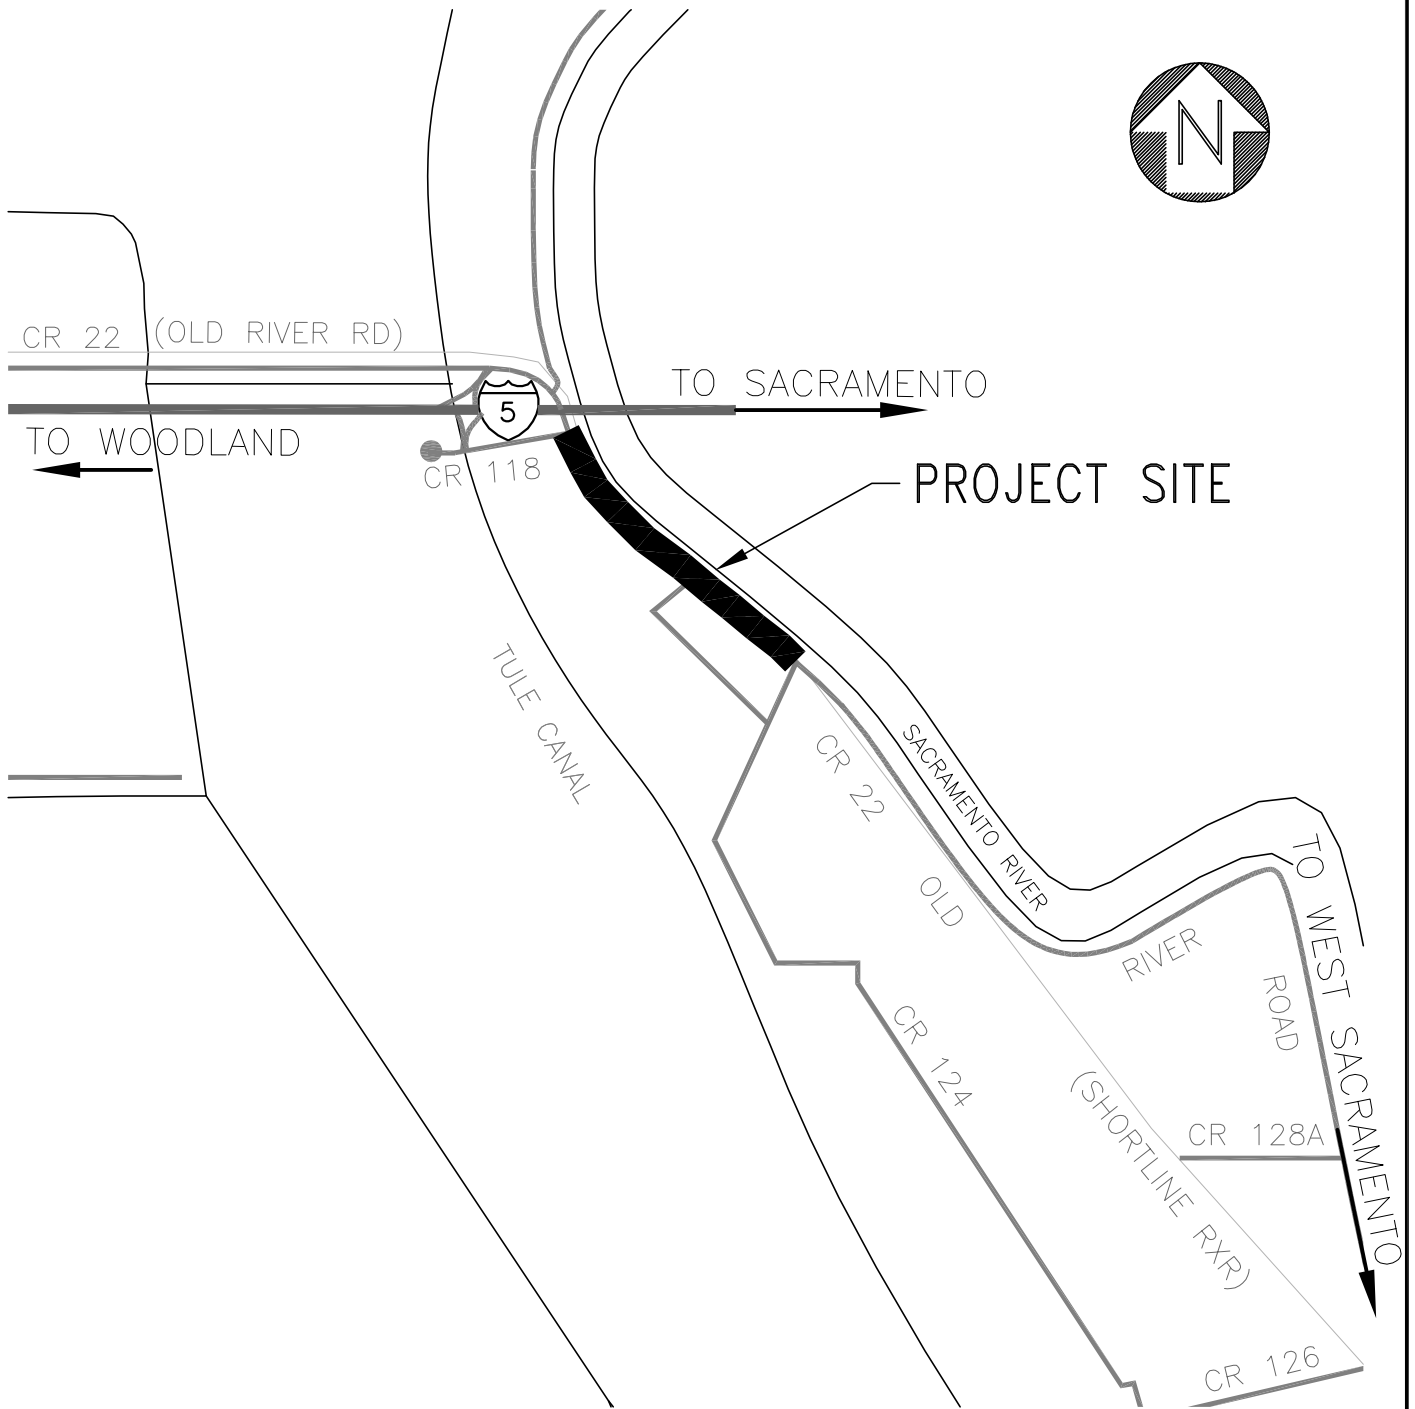 N
CR 22 (OLD RIVER RD)
TO SACRAMENTO
5
TO WOODLAND
CR 118
PROJECT SITE
TULE CANAL
CR 22
SACRAMENTO RIVER
OLD
RIVER
ROAD
TO WEST SACRAMENTO
CR 124
(SHORTLINE RXR)
CR 128A
CR 126